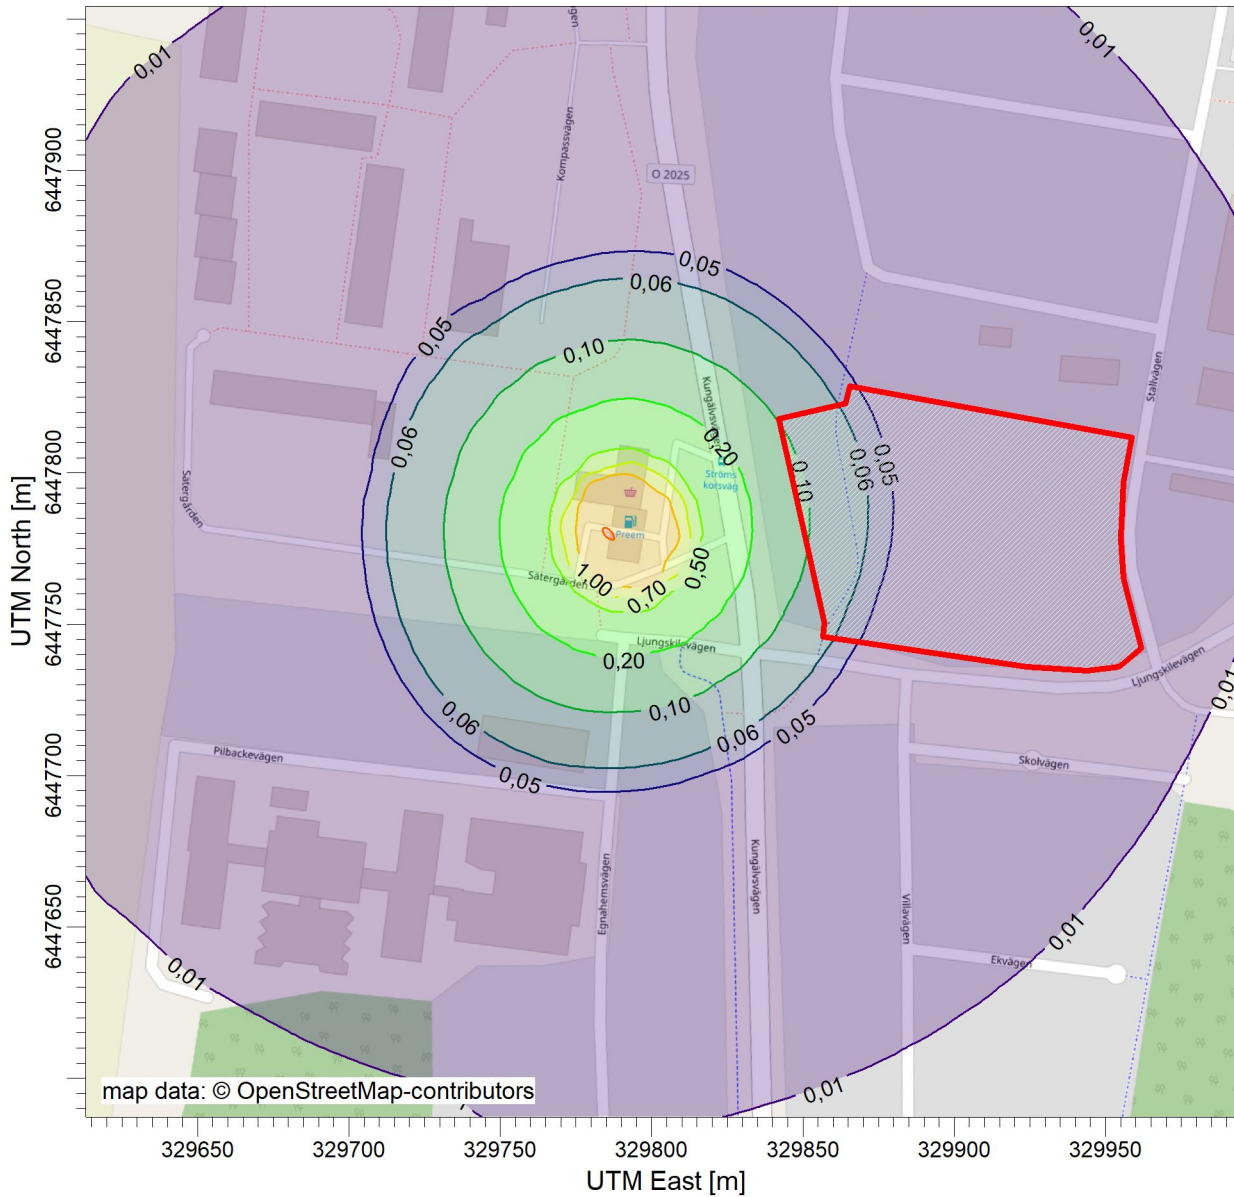 0,01
0,01
vägen
Kompassvägen
O 2025
0,05
0,06
0,05
0,10
0,06
Kungälvsvägen
0,20
Ströms
korsväg
0,10
0,06
0,05
Stallvägen
Sätergården
Preem
Sätergården
1,00
0,70
0,50
Ljungskilevägen
0,20
Ljungskilevägen
0,01
0,10
0,06
0,06
0,05
0,05
Pilbackevägen
Skolvägen
Egnahemsvägen
Kungälvsvägen
Villavägen
0,01
Ekvägen
0,01
0,01
map data: © OpenStreetMap-contributors
6447900
6447850
6447800
6447750
6447700
6447650
UTM North [m]
329650
329700
329750
329800
329850
329900
329950
UTM East [m]